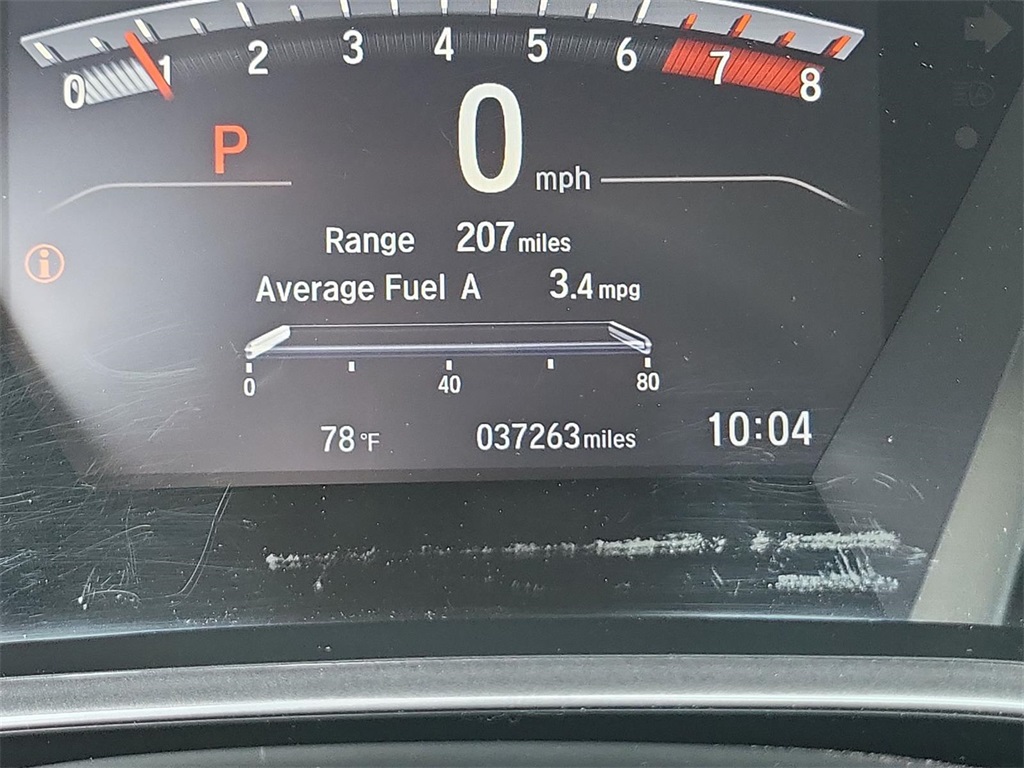 0 1 2 3 4 5 6 7 8
P 0 mph
Range 207 miles
Average Fuel A 3.4 mpg
0 40 80
78 °F 037263 miles 10:04